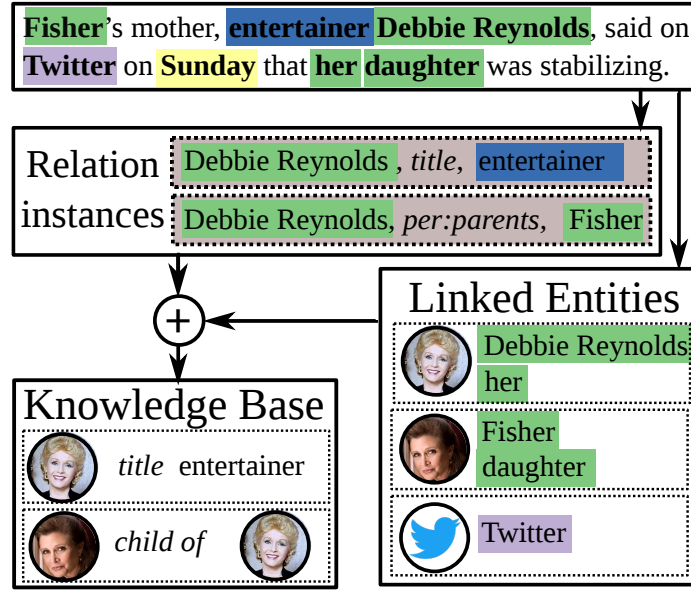 Fisher's mother, entertainer Debbie Reynolds, said on
Twitter on Sunday that her daughter was stabilizing.
Relation
instances
Debbie Reynolds, title, entertainer
Debbie Reynolds, per:parents, Fisher
+
Linked Entities
Debbie Reynolds
her
Fisher
daughter
Twitter
Knowledge Base
title entertainer
child of